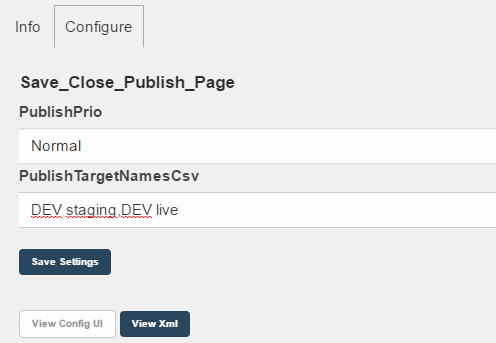 Info Configure
Save_Close_Publish_Page
PublishPrio
Normal
PublishTargetNamesCsv
DEV staging,DEV live
Save Settings
View Config UI View Xml